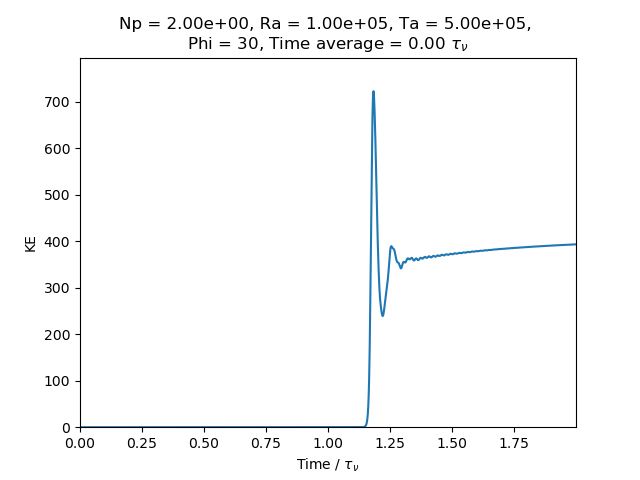 Np = 2.00e+00, Ra = 1.00e+05, Ta = 5.00e+05,
Phi = 30, Time average = 0.00 τν
700
600
500
400
300
200
100
0
KE
0.00 0.25 0.50 0.75 1.00 1.25 1.50 1.75
Time / τν